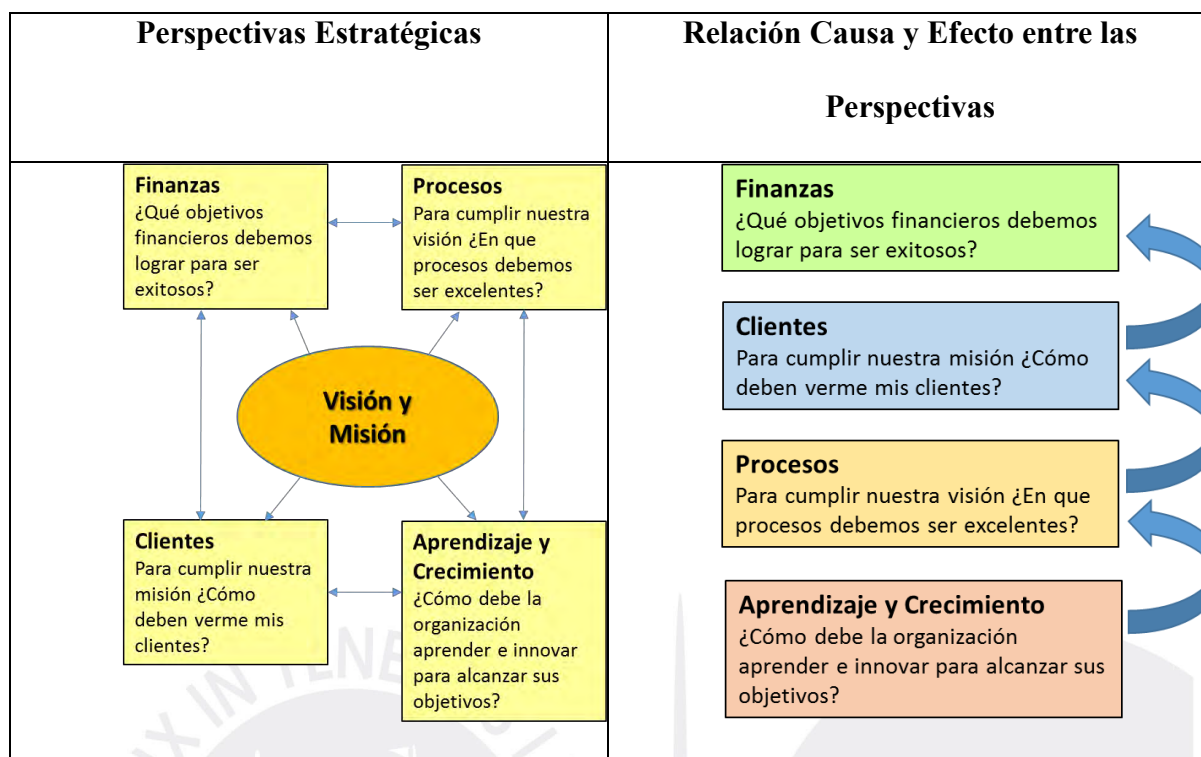 Perspectivas Estratégicas
Relación Causa y Efecto entre las
Perspectivas
Finanzas
¿Qué objetivos
financieros debemos
lograr para ser
exitosos?
Procesos
Para cumplir nuestra
visión ¿En que
procesos debemos
ser excelentes?
Visión y
Misión
Clientes
Para cumplir nuestra
misión ¿Cómo
deben verme mis
clientes?
Aprendizaje y
Crecimiento
¿Cómo debe la
organización
aprender e innovar
para alcanzar sus
objetivos?
Finanzas
¿Qué objetivos financieros debemos
lograr para ser exitosos?
Clientes
Para cumplir nuestra misión ¿Cómo
deben verme mis clientes?
Procesos
Para cumplir nuestra visión ¿En que
procesos debemos ser excelentes?
Aprendizaje y Crecimiento
¿Cómo debe la organización
aprender e innovar para alcanzar sus
objetivos?